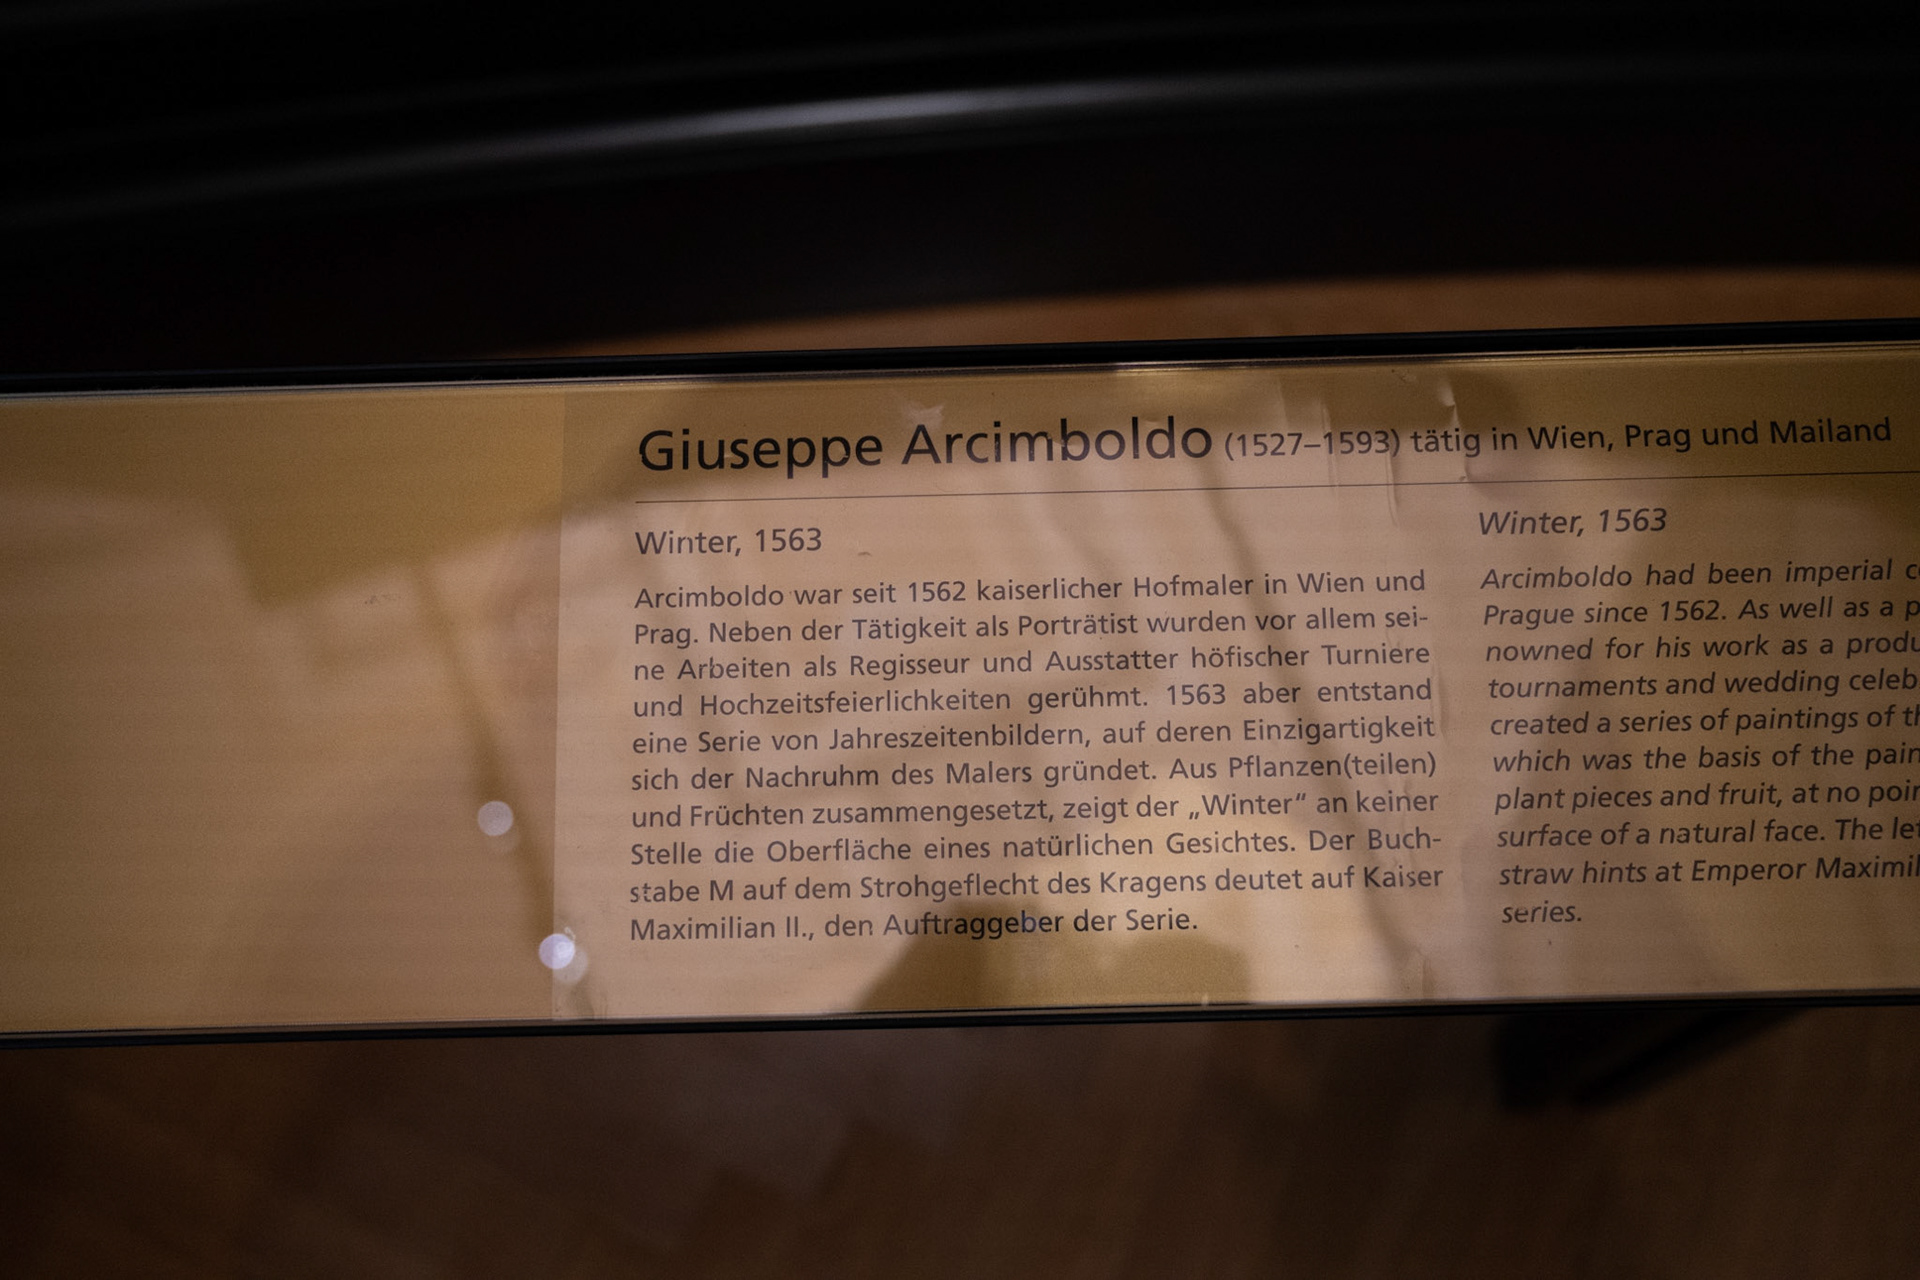 Giuseppe Arcimboldo (1527–1593) tätig in Wien, Prag und Mailand
Winter, 1563
Arcimboldo war seit 1562 kaiserlicher Hofmaler in Wien und
Prag. Neben der Tätigkeit als Porträtist wurden vor allem sei-
ne Arbeiten als Regisseur und Ausstatter höfischer Turniere
und Hochzeitsfeierlichkeiten gerühmt. 1563 aber entstand
eine Serie von Jahreszeitenbildern, auf deren Einzigartigkeit
sich der Nachruhm des Malers gründet. Aus Pflanzen(teilen)
und Früchten zusammengesetzt, zeigt der „Winter“ an keiner
Stelle die Oberfläche eines natürlichen Gesichtes. Der Buch-
stabe M auf dem Strohgeflecht des Kragens deutet auf Kaiser
Maximilian II., den Auftraggeber der Serie.
Winter, 1563
Arcimboldo had been imperial
Prague since 1562. As well as a
nowned for his work as a
tournaments and wedding
created a series of paintings of
which was the basis of the
plant pieces and fruit, at no
surface of a natural face. The
straw hints at Emperor
series.